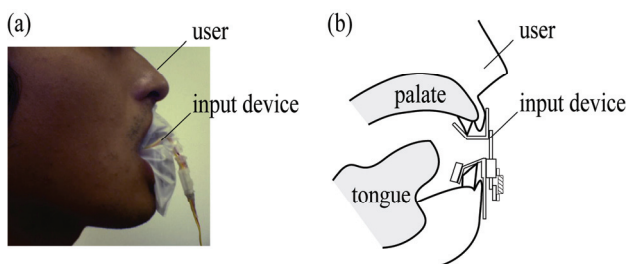 (a)
user
input device
(b)
user
palate
input device
tongue